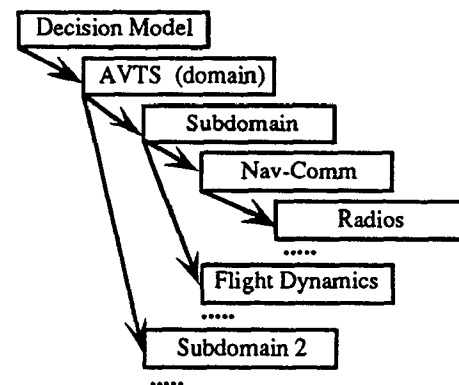 Decision Model
AVTS (domain)
Subdomain
Nav-Comm
Radios
.....
Flight Dynamics
.....
Subdomain 2
.....